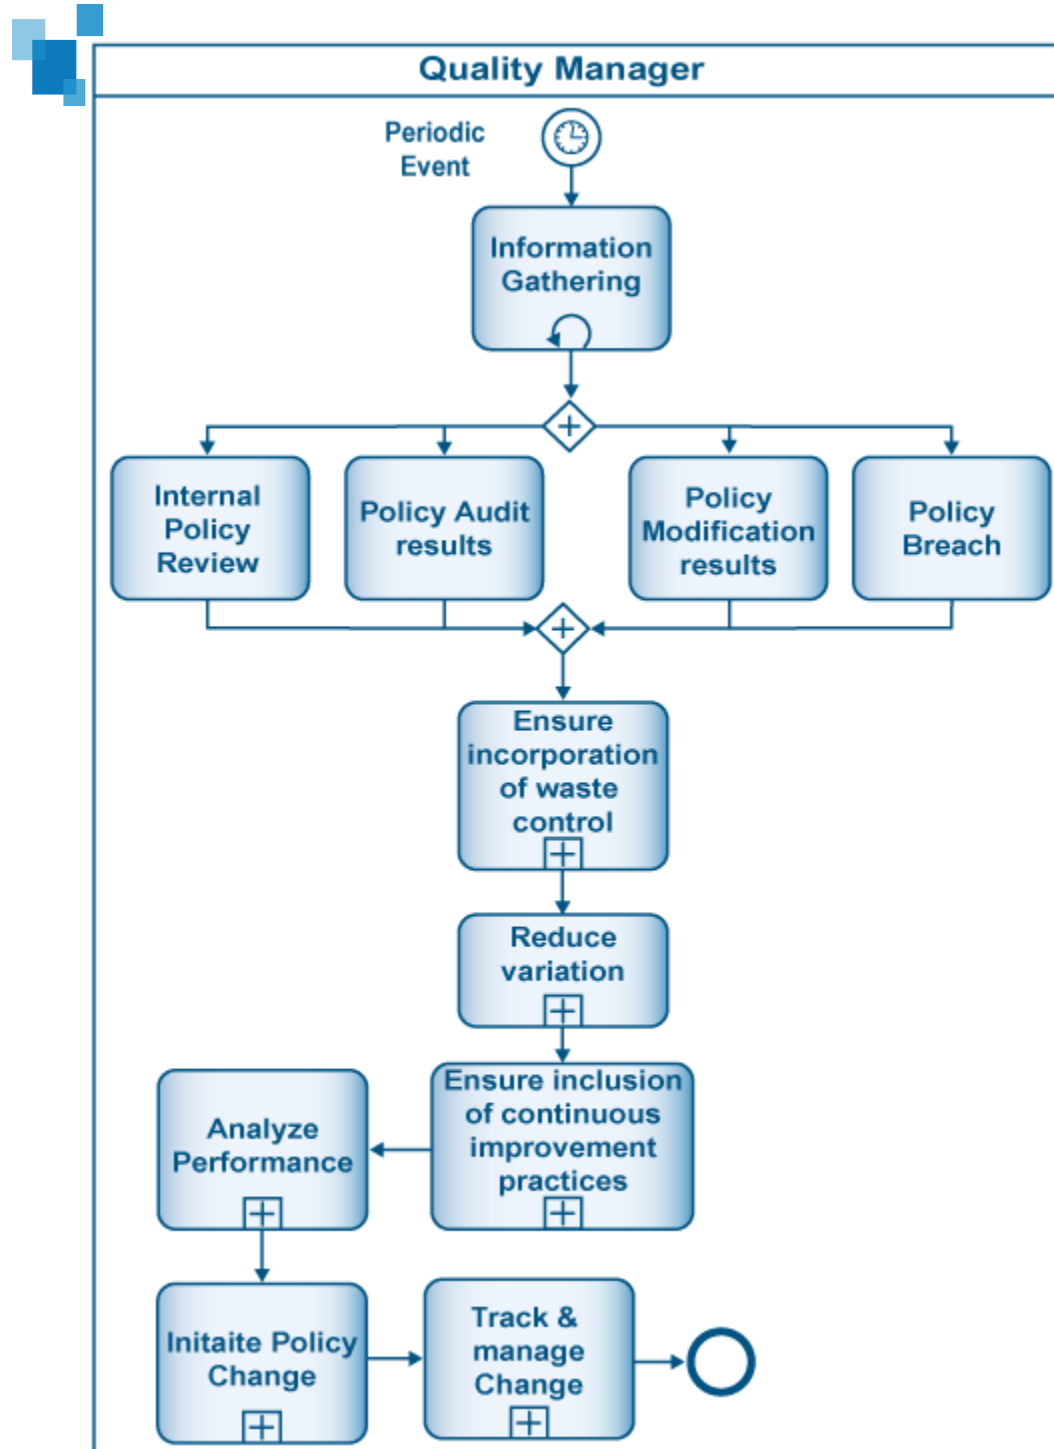 Quality Manager
Periodic
Event
Information
Gathering
Internal
Policy
Review
Policy Audit
results
Policy
Modification
results
Policy
Breach
Ensure
incorporation
of waste
control
Reduce
variation
Ensure inclusion
of continuous
improvement
practices
Analyze
Performance
Initaite Policy
Change
Track &
manage
Change